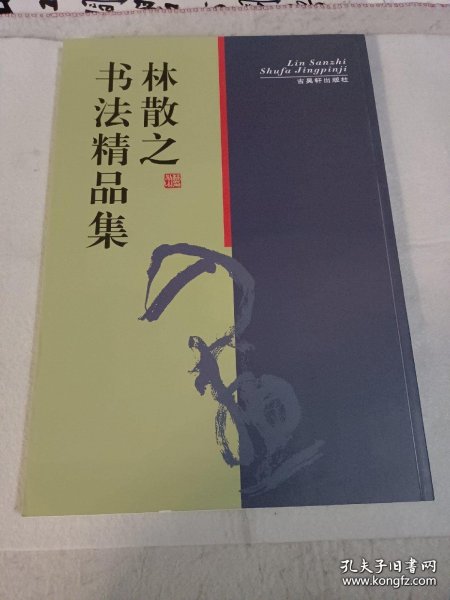 林散之
书法精品集
Lin Sanzhi
Shufa Jingpinji
古吴轩出版社
孔夫子旧书网
www.kongfz.com